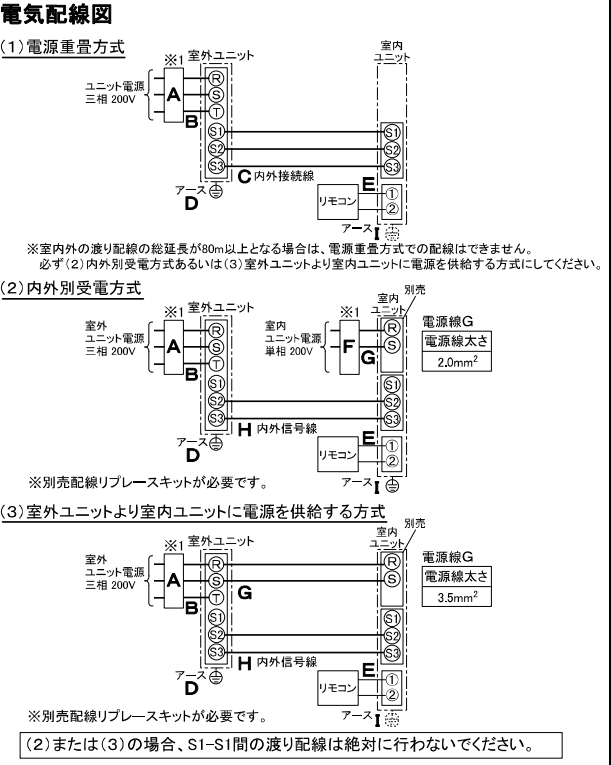 電気配線図
(1)電源重畳方式
※1 室外ユニット
室内
ユニット
ユニット電源
三相 200V
A
B
R
S
T
S1
S2
S3
S1
S2
S3
C 内外接続線
アース
D
E
リモコン
①
②
アース I
※室内外の渡り配線の総延長が80m以上となる場合は、電源重畳方式での配線はできません。
必ず(2)内外別受電方式あるいは(3)室外ユニットより室内ユニットに電源を供給する方式にしてください。
(2)内外別受電方式
※1 室外ユニット
室外
ユニット電源
三相 200V
A
B
R
S
T
S1
S2
S3
※1
室内
ユニット電源
単相 200V
F
G
室内
ユニット
別売
R
S
S1
S2
S3
電源線G
電源線太さ
2.0mm²
H 内外信号線
アース
D
E
リモコン
①
②
アース I
※別売配線リプレースキットが必要です。
(3)室外ユニットより室内ユニットに電源を供給する方式
※1 室外ユニット
室外
ユニット電源
三相 200V
A
B
R
S
T
S1
S2
S3
G
室内
ユニット
別売
R
S
S1
S2
S3
電源線G
電源線太さ
3.5mm²
H 内外信号線
アース
D
E
リモコン
①
②
アース I
※別売配線リプレースキットが必要です。
(2)または(3)の場合、S1-S1間の渡り配線は絶対に行わないでください。